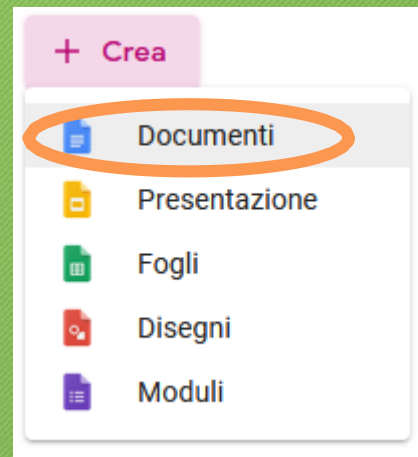 + Crea
Documenti
Presentazione
Fogli
Disegni
Moduli